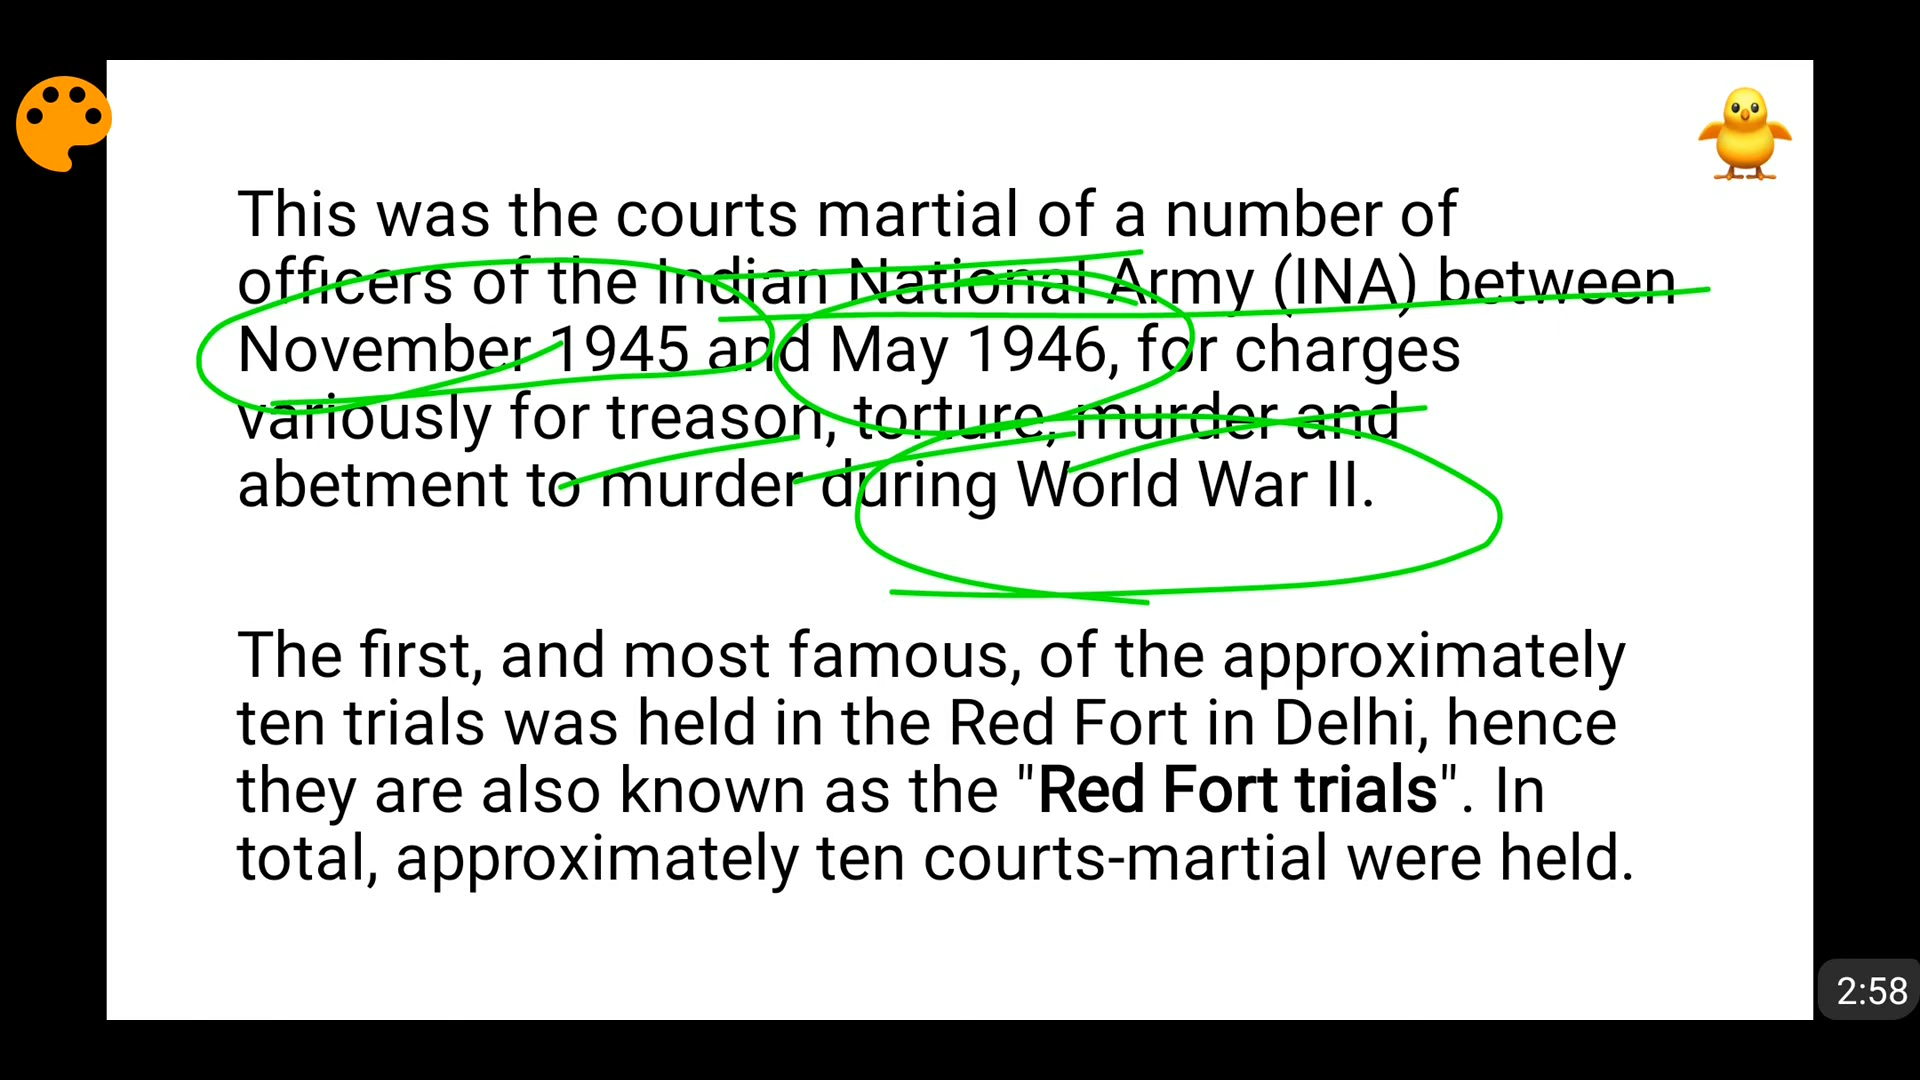 This was the courts martial of a number of
officers of the Indian National Army (INA) between
November 1945 and May 1946, for charges
variously for treason, torture, murder and
abetment to murder during World War II.
The first, and most famous, of the approximately
ten trials was held in the Red Fort in Delhi, hence
they are also known as the "Red Fort trials". In
total, approximately ten courts-martial were held.
2:58